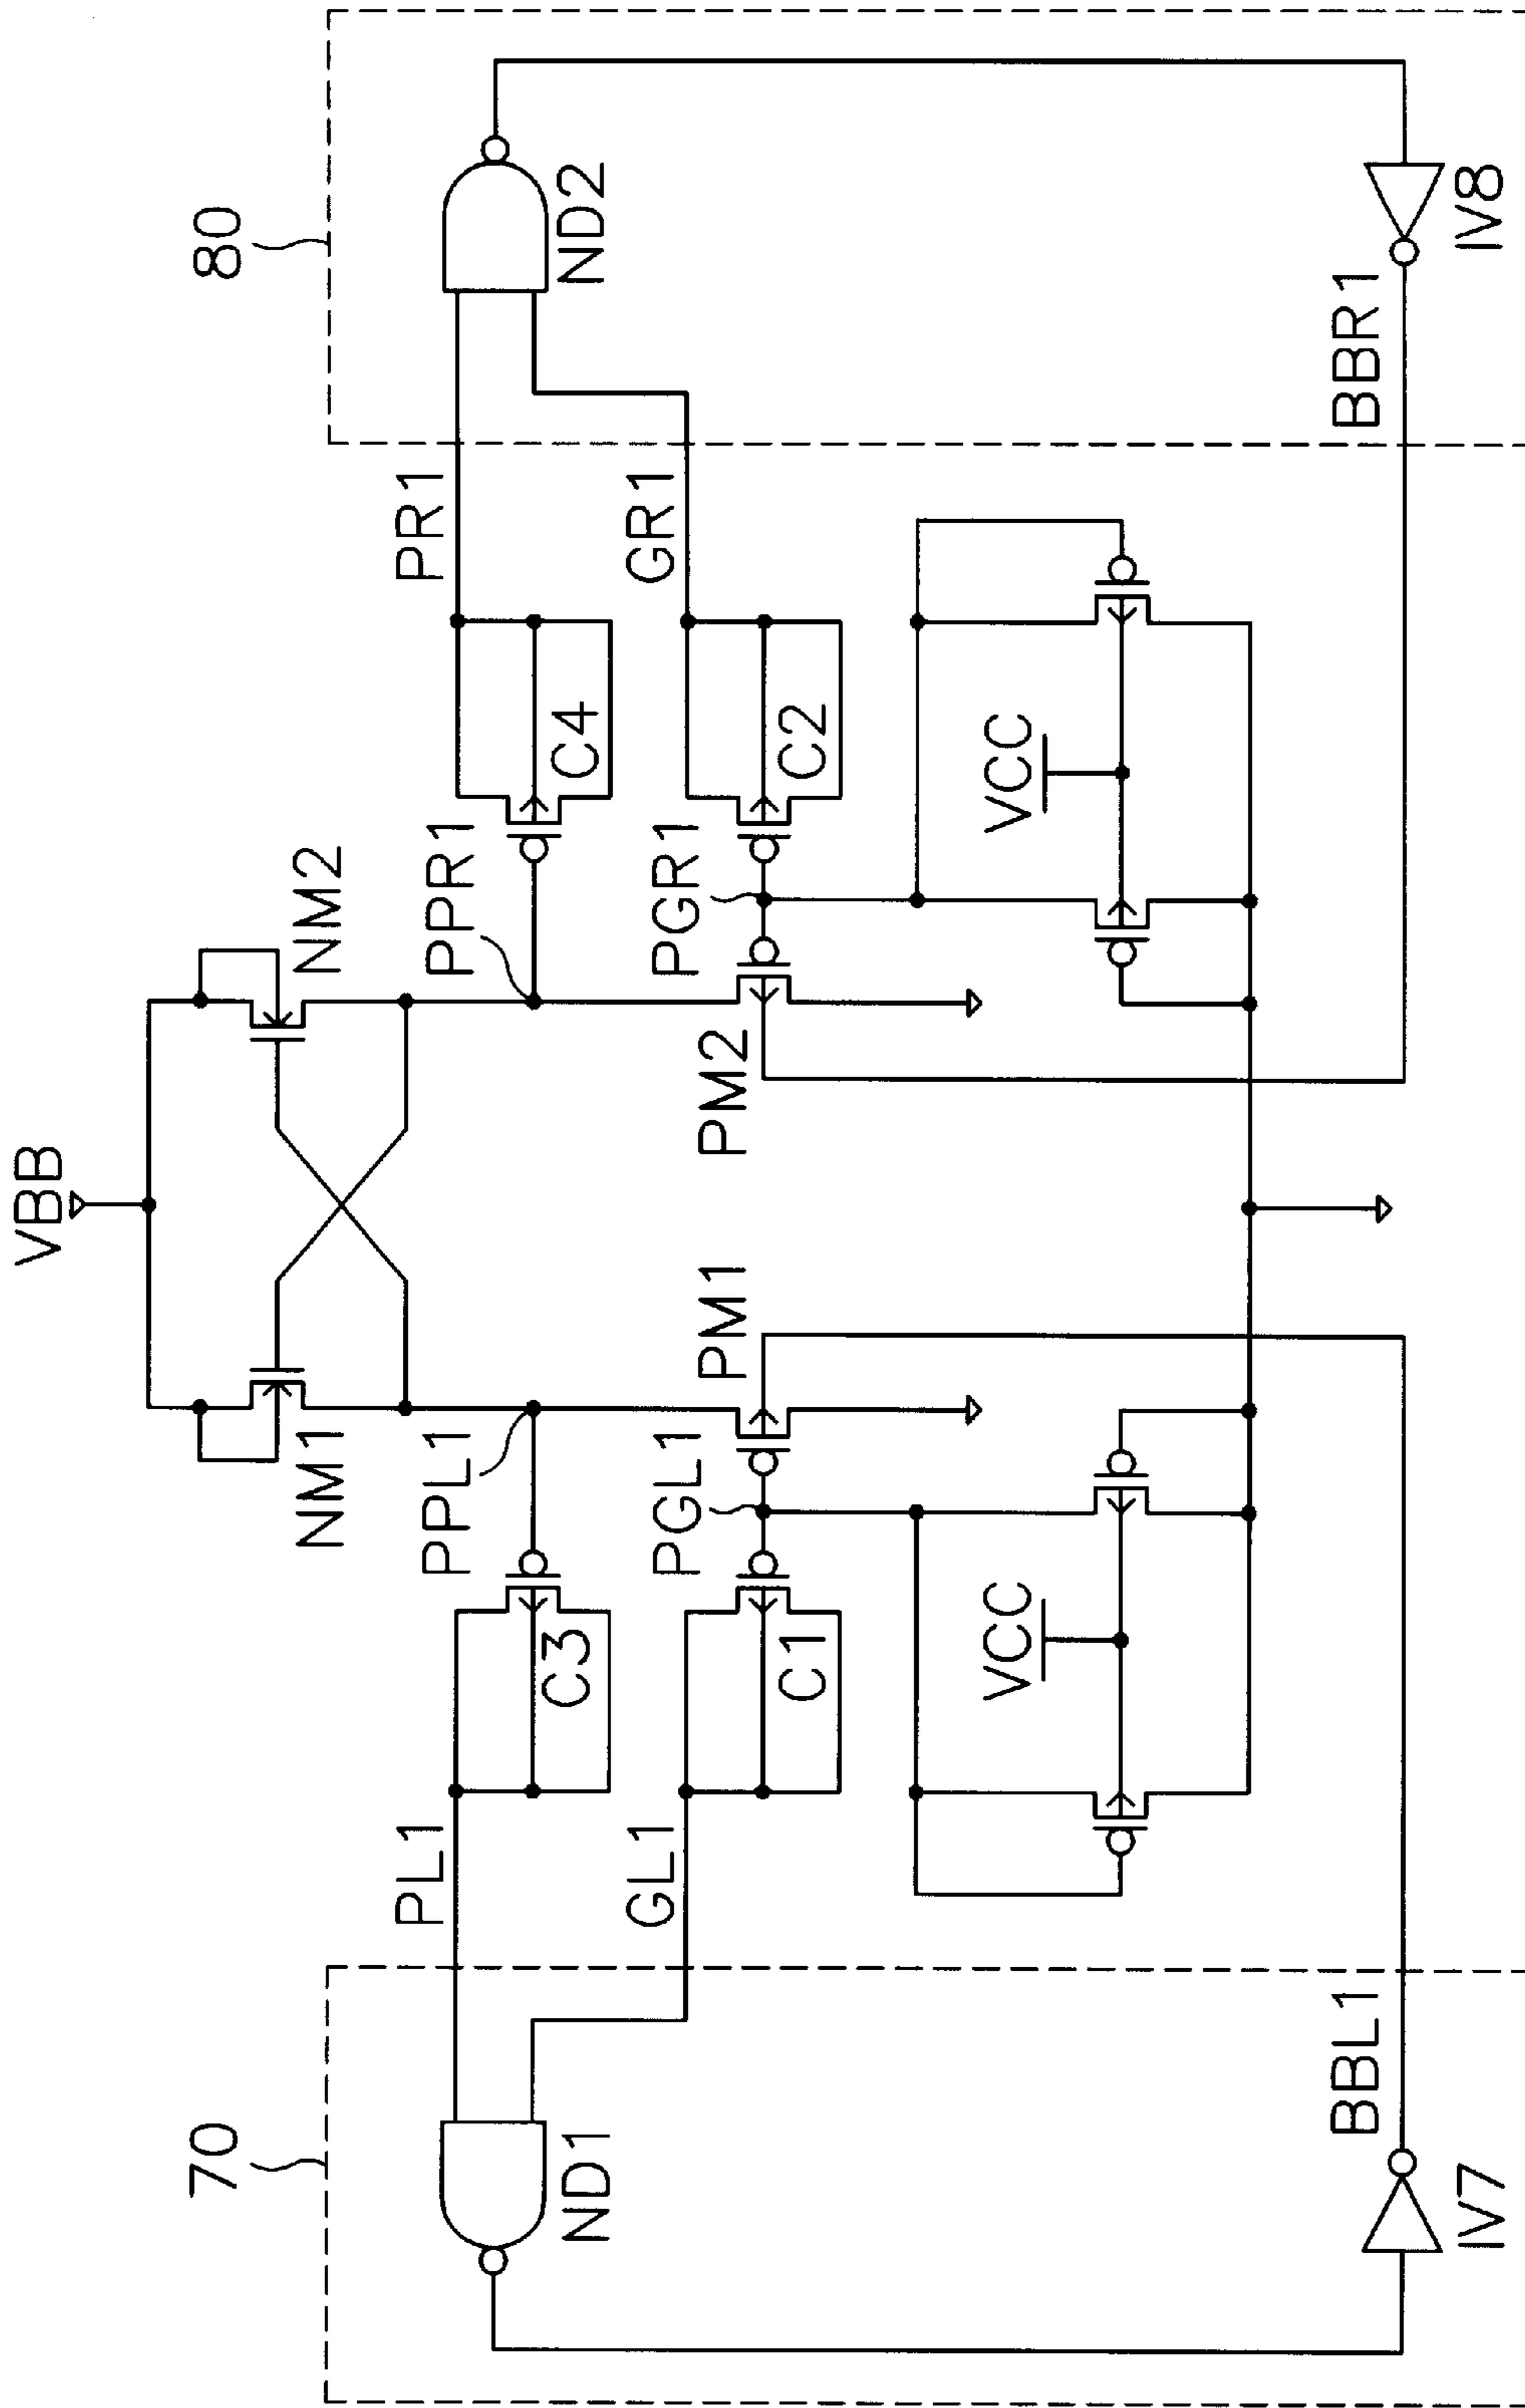 VBB
NM1
NM2
70
80
PL1
PPL1
PPR1
PR1
C3
C4
ND1
ND2
GL1
PGL1
PM1
PM2
PGR1
GR1
C1
C2
VCC
VCC
BBL1
BBR1
IV7
IV8